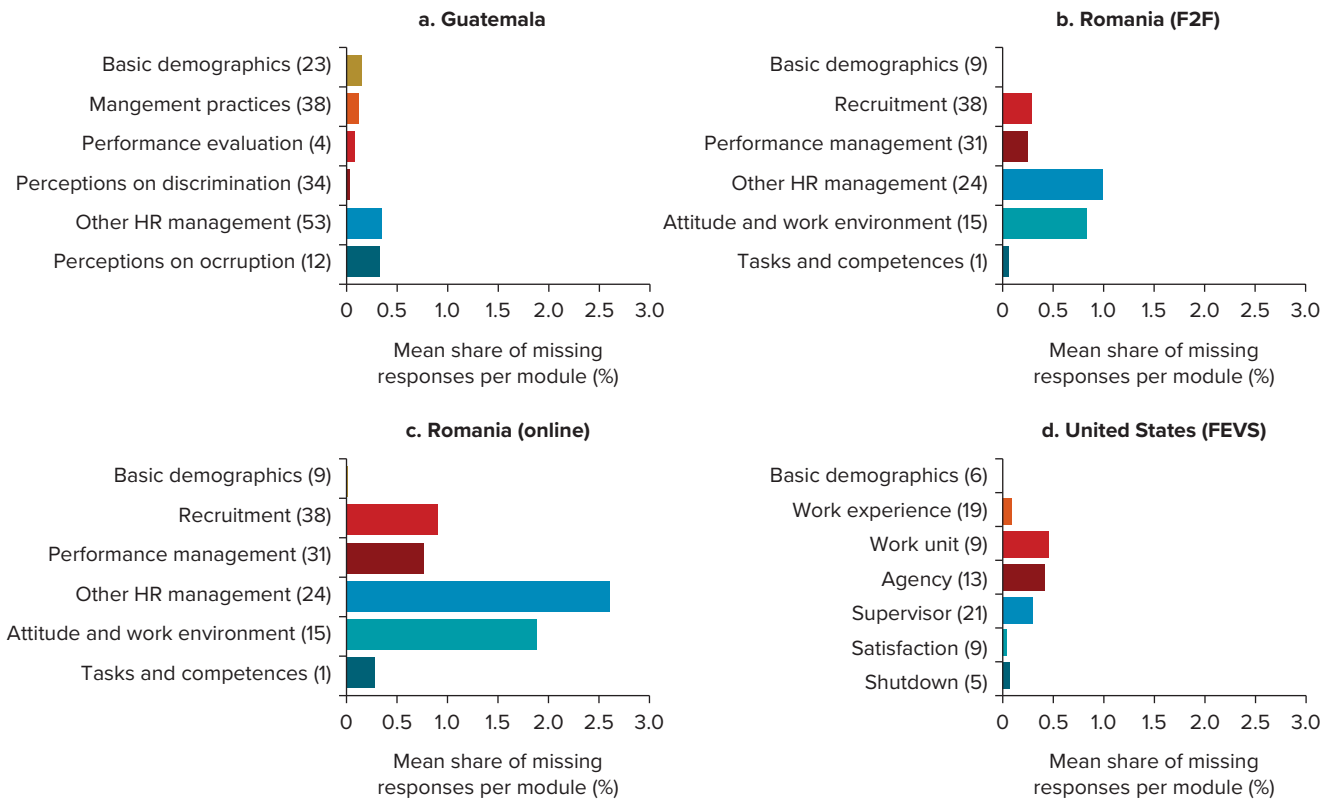 a. Guatemala
Basic demographics (23)
Mangement practices (38)
Performance evaluation (4)
Perceptions on discrimination (34)
Other HR management (53)
Perceptions on ocrruption (12)
0 0.5 1.0 1.5 2.0 2.5 3.0
Mean share of missing
responses per module (%)
b. Romania (F2F)
Basic demographics (9)
Recruitment (38)
Performance management (31)
Other HR management (24)
Attitude and work environment (15)
Tasks and competences (1)
0 0.5 1.0 1.5 2.0 2.5 3.0
Mean share of missing
responses per module (%)
c. Romania (online)
Basic demographics (9)
Recruitment (38)
Performance management (31)
Other HR management (24)
Attitude and work environment (15)
Tasks and competences (1)
0 0.5 1.0 1.5 2.0 2.5 3.0
Mean share of missing
responses per module (%)
d. United States (FEVS)
Basic demographics (6)
Work experience (19)
Work unit (9)
Agency (13)
Supervisor (21)
Satisfaction (9)
Shutdown (5)
0 0.5 1.0 1.5 2.0 2.5 3.0
Mean share of missing
responses per module (%)